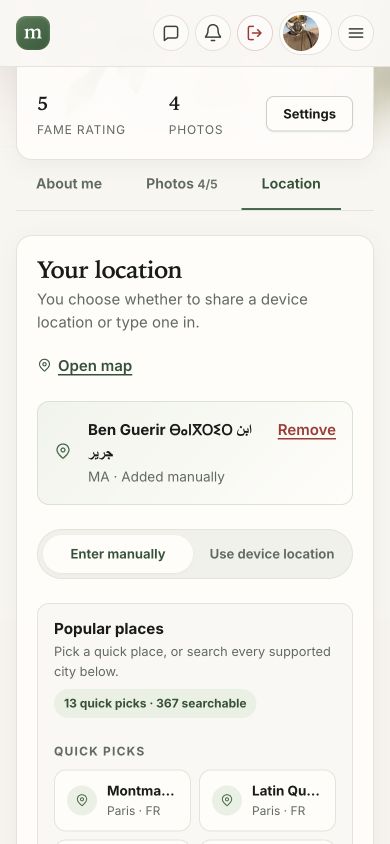 m
5
4
FAME RATING
PHOTOS
Settings
About me
Photos 4/5
Location
Your location
You choose whether to share a device
location or type one in.
Open map
Ben Guerir ⴱⴰⵏⴳⵔⵉⵔ ابن
جرير
Remove
MA · Added manually
Enter manually
Use device location
Popular places
Pick a quick place, or search every supported
city below.
13 quick picks · 367 searchable
QUICK PICKS
Montma...
Latin Qu...
Paris · FR
Paris · FR